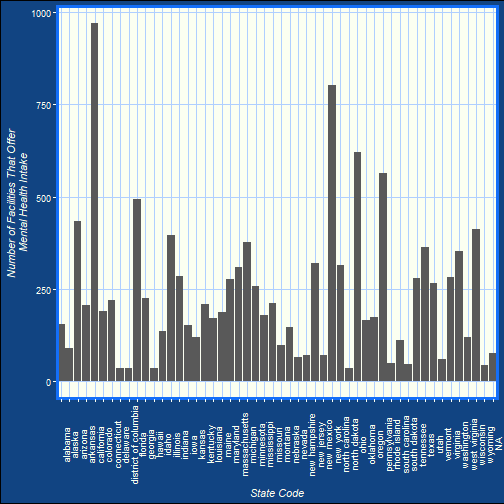 1000
750
500
250
0
Number of Facilities That Offer
Mental Health Intake
alabama
alaska
arizona
arkansas
california
colorado
connecticut
delaware
district of columbia
florida
georgia
hawaii
idaho
illinois
indiana
iowa
kansas
kentucky
louisiana
maine
maryland
massachusetts
michigan
minnesota
mississippi
missouri
montana
nebraska
nevada
new hampshire
new jersey
new mexico
new york
north carolina
north dakota
ohio
oklahoma
oregon
pennsylvania
rhode island
south carolina
south dakota
tennessee
texas
utah
vermont
virginia
washington
west virginia
wisconsin
wyoming
NA
State Code